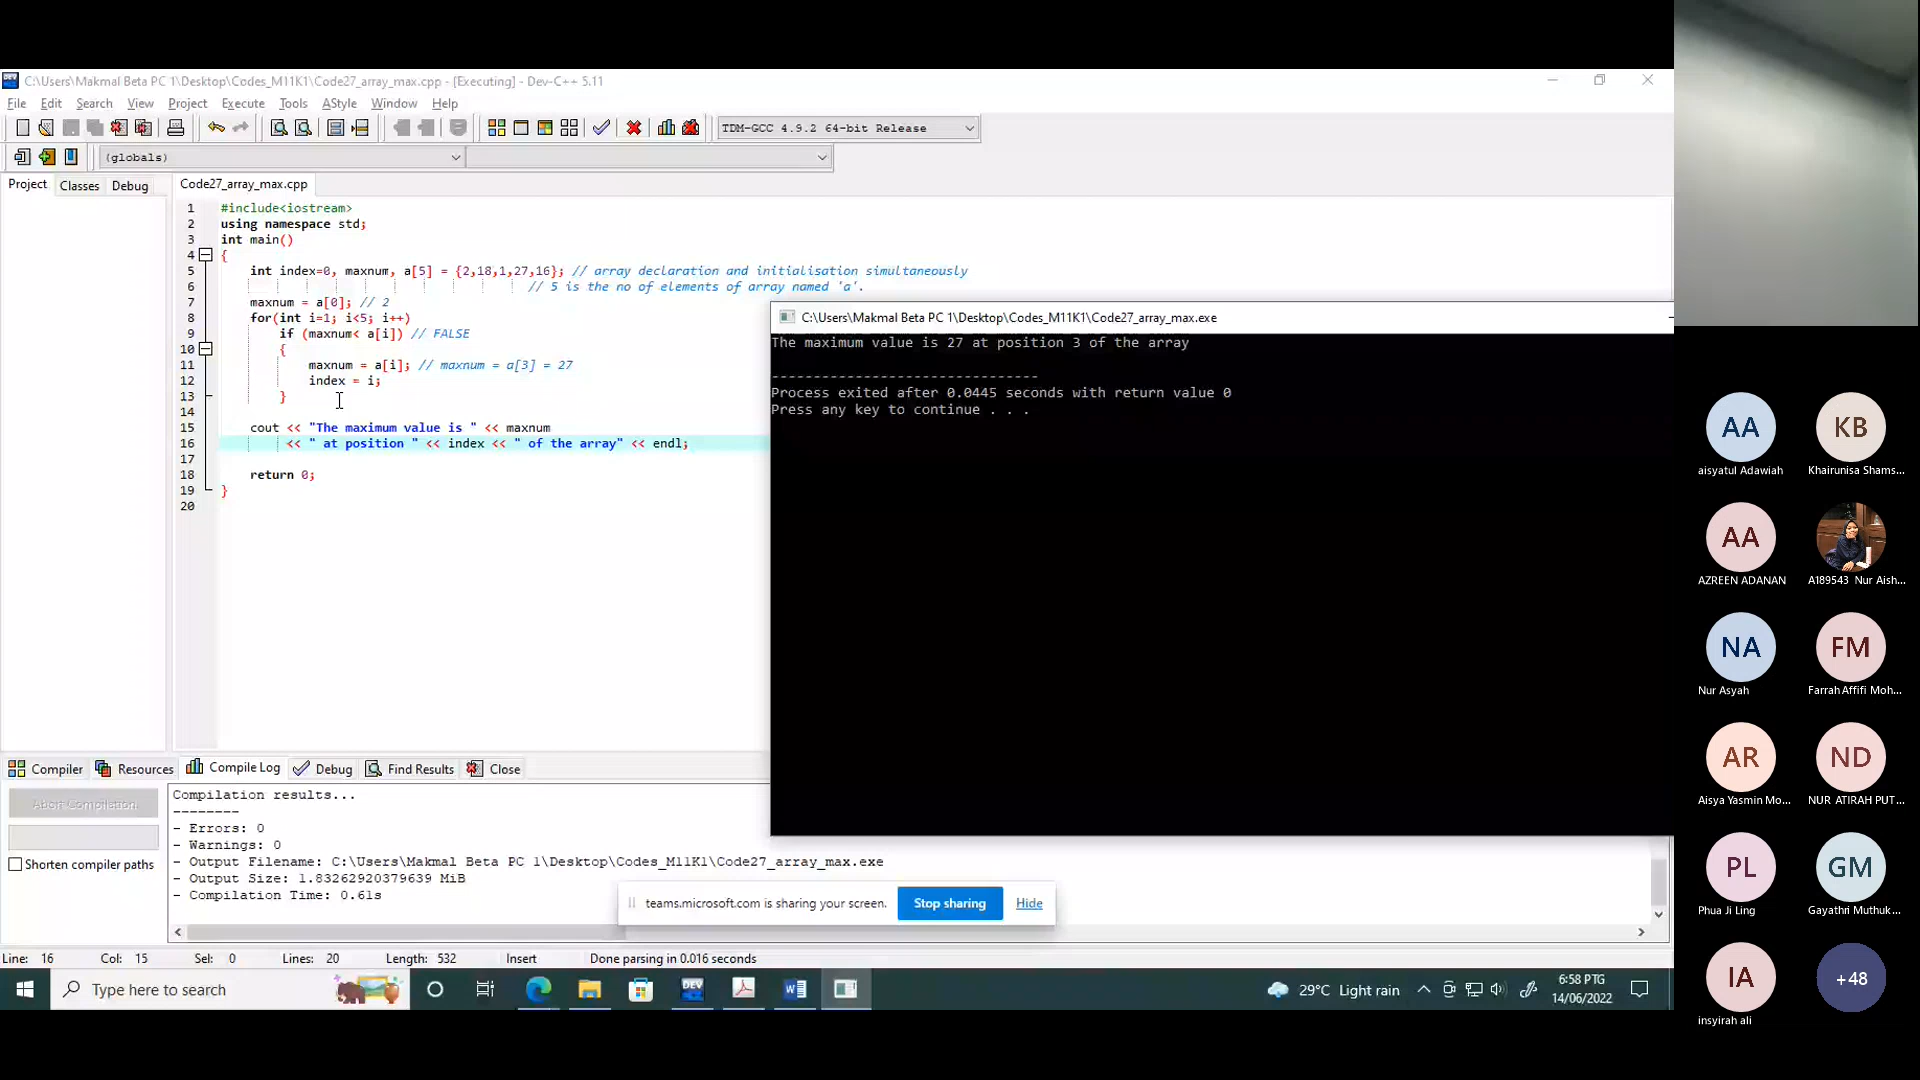 C:\Users\Makmal Beta PC 1\Desktop\Codes_M11K1\Code27_array_max.cpp - [Executing] - Dev-C++ 5.11
File Edit Search View Project Execute Tools AStyle Window Help
TDM-GCC 4.9.2 64-bit Release
(globals)
Project Classes Debug Code27_array_max.cpp
1 #include<iostream>
2 using namespace std;
3 int main()
4 {
5 int index=0, maxnum, a[5] = {2,18,1,27,16}; // array declaration and initialisation simultaneously
6 // 5 is the no of elements of array named 'a'.
7 maxnum = a[0]; // 2
8 for(int i=1; i<5; i++)
9 if (maxnum< a[i]) // FALSE
10 {
11 maxnum = a[i]; // maxnum = a[3] = 27
12 index = i;
13 }
14
15 cout << "The maximum value is " << maxnum
16 << " at position " << index << " of the array" << endl;
17
18 return 0;
19 }
20
C:\Users\Makmal Beta PC 1\Desktop\Codes_M11K1\Code27_array_max.exe
The maximum value is 27 at position 3 of the array
--------------------------------
Process exited after 0.0445 seconds with return value 0
Press any key to continue . . .
Compiler Resources Compile Log Debug Find Results Close
Abort Compilation
Shorten compiler paths
Compilation results...
--------
- Errors: 0
- Warnings: 0
- Output Filename: C:\Users\Makmal Beta PC 1\Desktop\Codes_M11K1\Code27_array_max.exe
- Output Size: 1.83262920379639 MiB
- Compilation Time: 0.61s
teams.microsoft.com is sharing your screen. Stop sharing Hide
Line: 16 Col: 15 Sel: 0 Lines: 20 Length: 532 Insert Done parsing in 0.016 seconds
Type here to search
DEV
29°C Light rain
6:58 PTG
14/06/2022
AA KB
aisyatul Adawiah Khairunisa Shams...
AA
AZREEN ADANAN A189543 Nur Aish...
NA FM
Nur Asyah Farrah Affifi Moh...
AR ND
Aisya Yasmin Mo... NUR ATIRAH PUT...
PL GM
Phua Ji Ling Gayathri Muthuk...
IA +48
insyirah ali